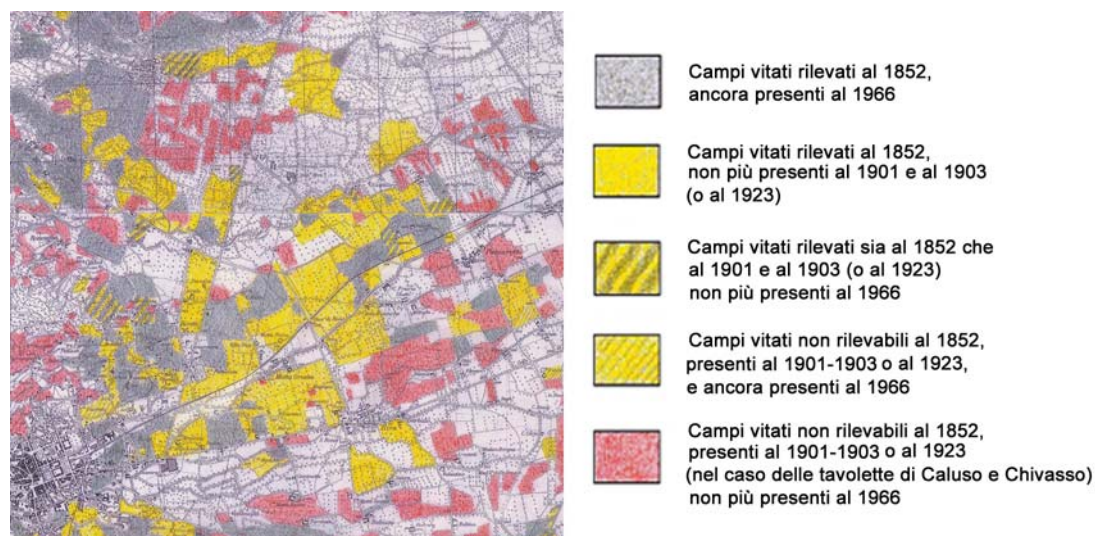 Campi vitati rilevati al 1852,
ancora presenti al 1966
Campi vitati rilevati al 1852,
non più presenti al 1901 e al 1903
(o al 1923)
Campi vitati rilevati sia al 1852 che
al 1901 e al 1903 (o al 1923)
non più presenti al 1966
Campi vitati non rilevabili al 1852,
presenti al 1901-1903 o al 1923,
e ancora presenti al 1966
Campi vitati non rilevabili al 1852,
presenti al 1901-1903 o al 1923
(nel caso delle tavolette di Caluso e Chivasso)
non più presenti al 1966